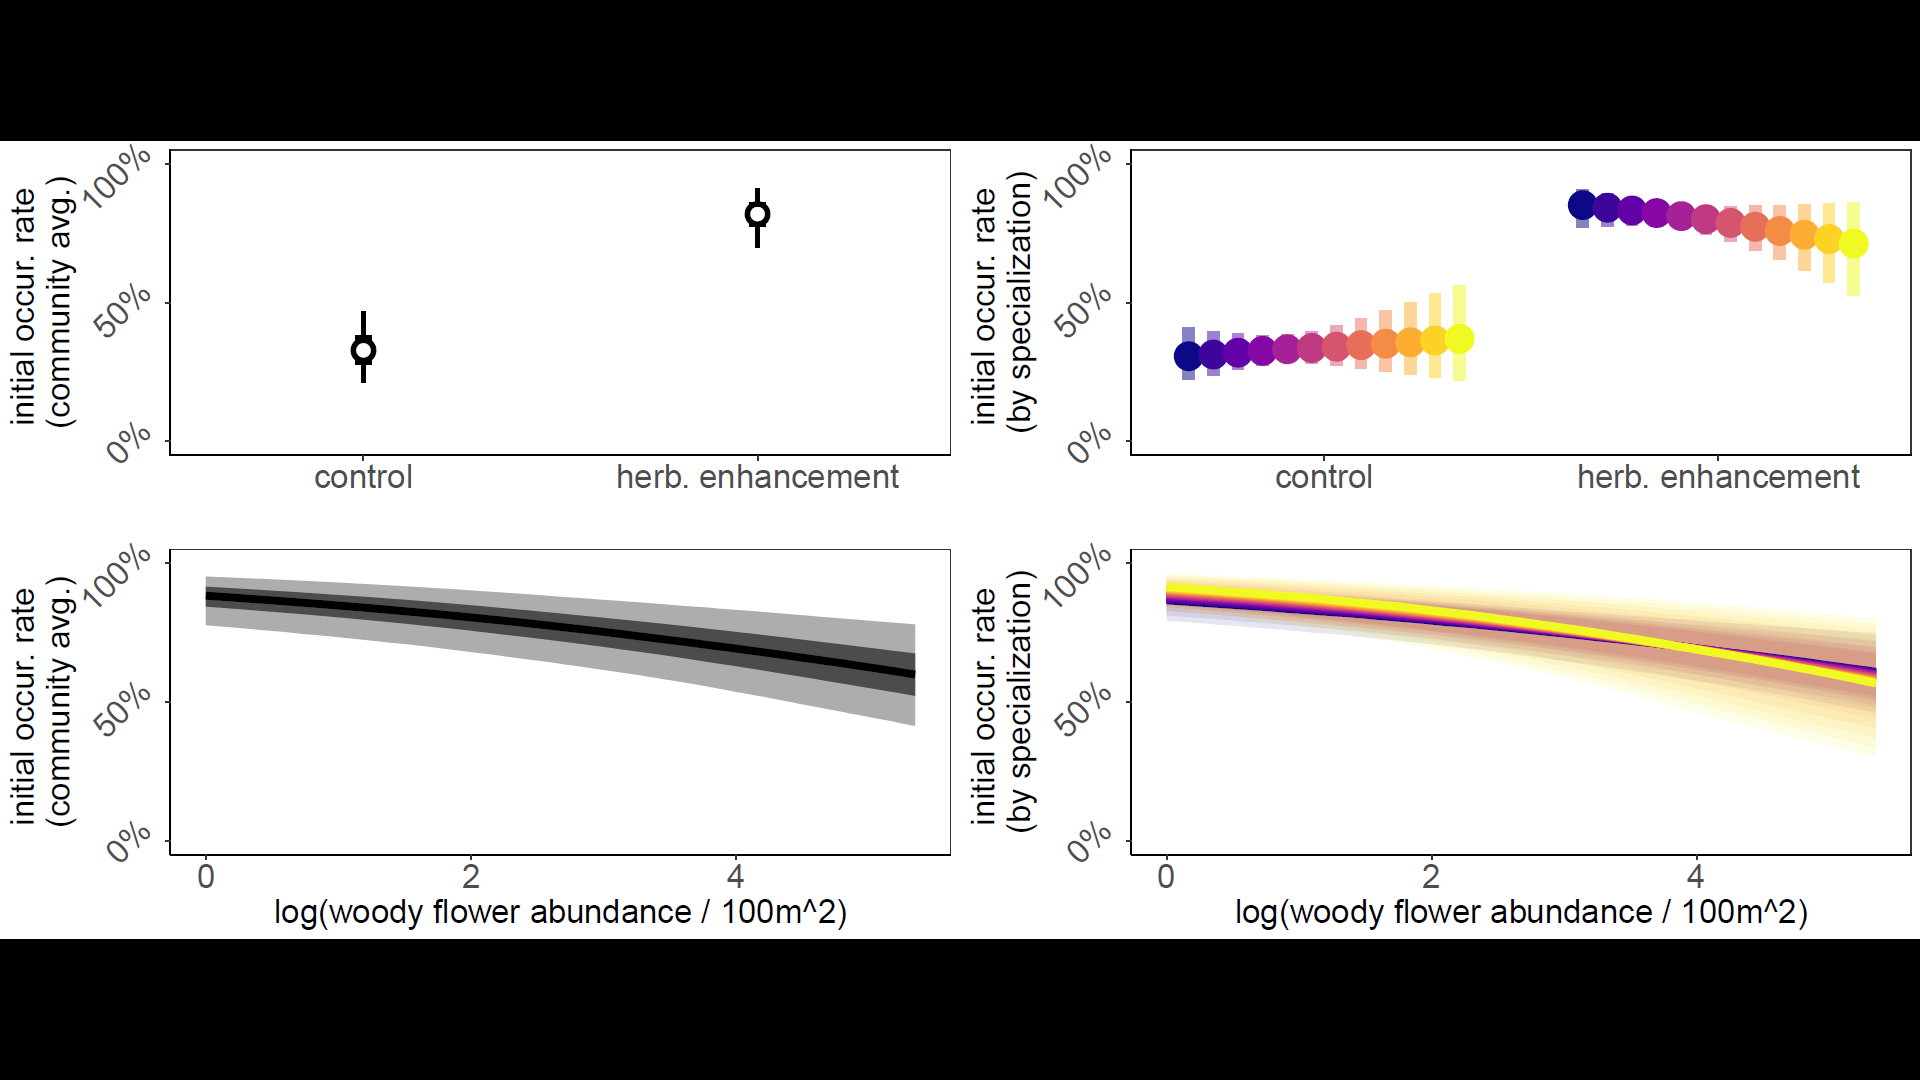 initial occur. rate
(community avg.)
100%
50%
0%
control
herb. enhancement
initial occur. rate
(by specialization)
100%
50%
0%
control
herb. enhancement
initial occur. rate
(community avg.)
100%
50%
0%
0
2
4
log(woody flower abundance / 100m^2)
initial occur. rate
(by specialization)
100%
50%
0%
0
2
4
log(woody flower abundance / 100m^2)